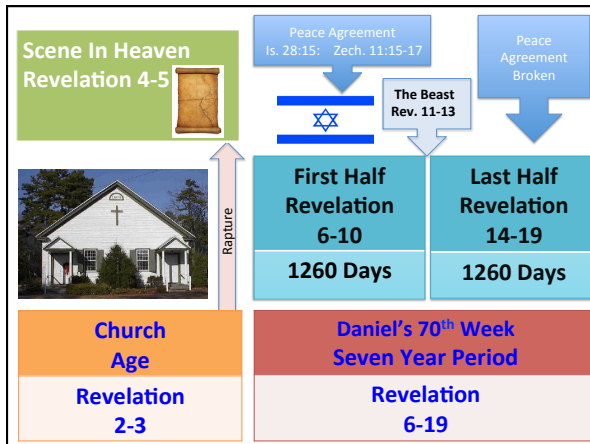 Scene In Heaven
Revelation 4-5
Peace Agreement
Is. 28:15:   Zech. 11:15-17
Peace
Agreement
Broken
The Beast
Rev. 11-13
Rapture
First Half
Revelation
6-10
1260 Days
Last Half
Revelation
14-19
1260 Days
Church
Age
Revelation
2-3
Daniel's 70th Week
Seven Year Period
Revelation
6-19